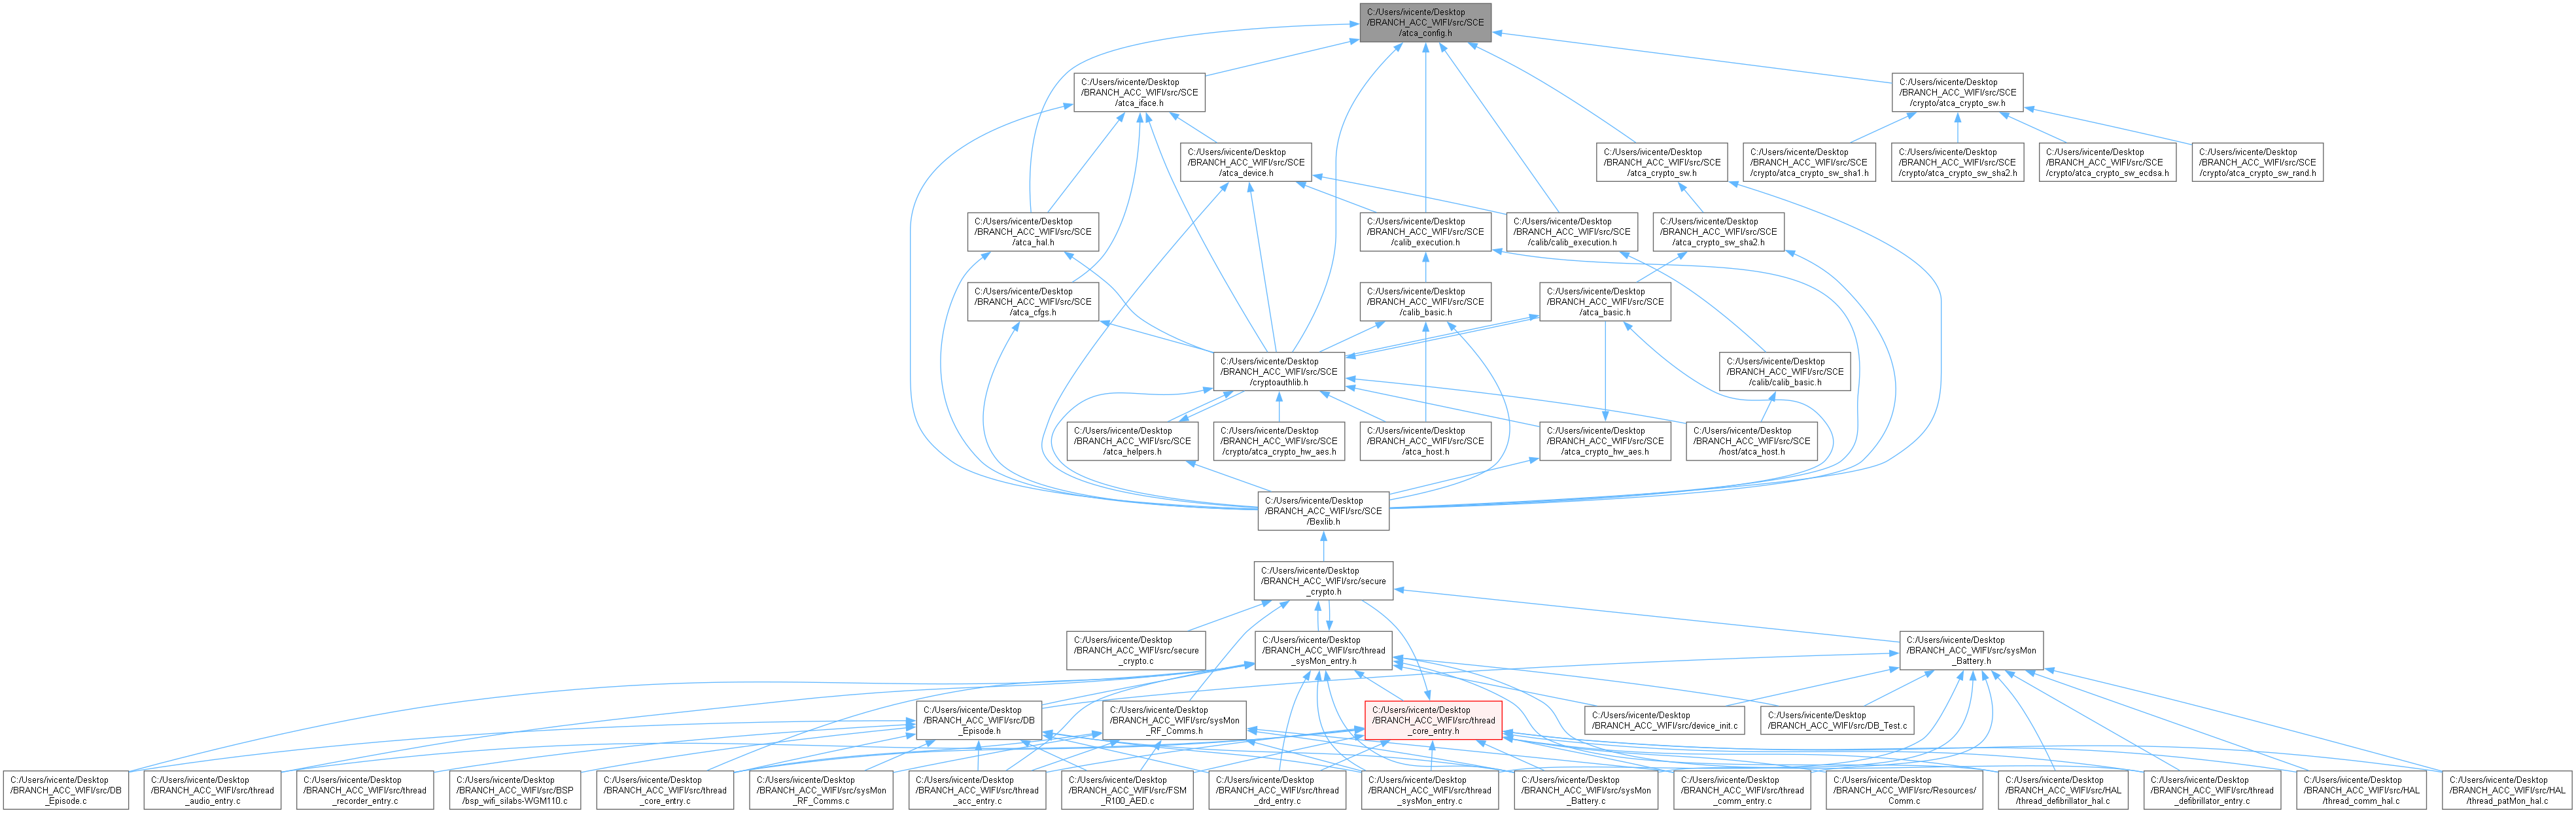 C:/Users/ivicente/Desktop
/BRANCH_ACC_WIFI/src/SCE
/atca_config.h
C:/Users/ivicente/Desktop
/BRANCH_ACC_WIFI/src/SCE
/atca_iface.h
C:/Users/ivicente/Desktop
/BRANCH_ACC_WIFI/src/SCE
/crypto/atca_crypto_sw.h
C:/Users/ivicente/Desktop
/BRANCH_ACC_WIFI/src/SCE
/atca_device.h
C:/Users/ivicente/Desktop
/BRANCH_ACC_WIFI/src/SCE
/atca_crypto_sw.h
C:/Users/ivicente/Desktop
/BRANCH_ACC_WIFI/src/SCE
/crypto/atca_crypto_sw_sha1.h
C:/Users/ivicente/Desktop
/BRANCH_ACC_WIFI/src/SCE
/crypto/atca_crypto_sw_sha2.h
C:/Users/ivicente/Desktop
/BRANCH_ACC_WIFI/src/SCE
/crypto/atca_crypto_sw_ecdsa.h
C:/Users/ivicente/Desktop
/BRANCH_ACC_WIFI/src/SCE
/crypto/atca_crypto_sw_rand.h
C:/Users/ivicente/Desktop
/BRANCH_ACC_WIFI/src/SCE
/atca_hal.h
C:/Users/ivicente/Desktop
/BRANCH_ACC_WIFI/src/SCE
/calib_execution.h
C:/Users/ivicente/Desktop
/BRANCH_ACC_WIFI/src/SCE
/calib/calib_execution.h
C:/Users/ivicente/Desktop
/BRANCH_ACC_WIFI/src/SCE
/atca_crypto_sw_sha2.h
C:/Users/ivicente/Desktop
/BRANCH_ACC_WIFI/src/SCE
/atca_cfgs.h
C:/Users/ivicente/Desktop
/BRANCH_ACC_WIFI/src/SCE
/calib_basic.h
C:/Users/ivicente/Desktop
/BRANCH_ACC_WIFI/src/SCE
/atca_basic.h
C:/Users/ivicente/Desktop
/BRANCH_ACC_WIFI/src/SCE
/cryptoauthlib.h
C:/Users/ivicente/Desktop
/BRANCH_ACC_WIFI/src/SCE
/calib/calib_basic.h
C:/Users/ivicente/Desktop
/BRANCH_ACC_WIFI/src/SCE
/atca_helpers.h
C:/Users/ivicente/Desktop
/BRANCH_ACC_WIFI/src/SCE
/crypto/atca_crypto_hw_aes.h
C:/Users/ivicente/Desktop
/BRANCH_ACC_WIFI/src/SCE
/atca_host.h
C:/Users/ivicente/Desktop
/BRANCH_ACC_WIFI/src/SCE
/atca_crypto_hw_aes.h
C:/Users/ivicente/Desktop
/BRANCH_ACC_WIFI/src/SCE
/host/atca_host.h
C:/Users/ivicente/Desktop
/BRANCH_ACC_WIFI/src/SCE
/Bexlib.h
C:/Users/ivicente/Desktop
/BRANCH_ACC_WIFI/src/secure
_crypto.h
C:/Users/ivicente/Desktop
/BRANCH_ACC_WIFI/src/secure
_crypto.c
C:/Users/ivicente/Desktop
/BRANCH_ACC_WIFI/src/thread
_sysMon_entry.h
C:/Users/ivicente/Desktop
/BRANCH_ACC_WIFI/src/sysMon
_Battery.h
C:/Users/ivicente/Desktop
/BRANCH_ACC_WIFI/src/DB
_Episode.h
C:/Users/ivicente/Desktop
/BRANCH_ACC_WIFI/src/sysMon
_RF_Comms.h
C:/Users/ivicente/Desktop
/BRANCH_ACC_WIFI/src/thread
_core_entry.h
C:/Users/ivicente/Desktop
/BRANCH_ACC_WIFI/src/device_init.c
C:/Users/ivicente/Desktop
/BRANCH_ACC_WIFI/src/DB_Test.c
C:/Users/ivicente/Desktop
/BRANCH_ACC_WIFI/src/DB
_Episode.c
C:/Users/ivicente/Desktop
/BRANCH_ACC_WIFI/src/thread
_audio_entry.c
C:/Users/ivicente/Desktop
/BRANCH_ACC_WIFI/src/thread
_recorder_entry.c
C:/Users/ivicente/Desktop
/BRANCH_ACC_WIFI/src/BSP
/bsp_wifi_silabs-WGM110.c
C:/Users/ivicente/Desktop
/BRANCH_ACC_WIFI/src/thread
_core_entry.c
C:/Users/ivicente/Desktop
/BRANCH_ACC_WIFI/src/sysMon
_RF_Comms.c
C:/Users/ivicente/Desktop
/BRANCH_ACC_WIFI/src/thread
_acc_entry.c
C:/Users/ivicente/Desktop
/BRANCH_ACC_WIFI/src/FSM
_R100_AED.c
C:/Users/ivicente/Desktop
/BRANCH_ACC_WIFI/src/thread
_drd_entry.c
C:/Users/ivicente/Desktop
/BRANCH_ACC_WIFI/src/thread
_sysMon_entry.c
C:/Users/ivicente/Desktop
/BRANCH_ACC_WIFI/src/sysMon
_Battery.c
C:/Users/ivicente/Desktop
/BRANCH_ACC_WIFI/src/thread
_comm_entry.c
C:/Users/ivicente/Desktop
/BRANCH_ACC_WIFI/src/Resources/
Comm.c
C:/Users/ivicente/Desktop
/BRANCH_ACC_WIFI/src/HAL
/thread_defibrillator_hal.c
C:/Users/ivicente/Desktop
/BRANCH_ACC_WIFI/src/thread
_defibrillator_entry.c
C:/Users/ivicente/Desktop
/BRANCH_ACC_WIFI/src/HAL
/thread_comm_hal.c
C:/Users/ivicente/Desktop
/BRANCH_ACC_WIFI/src/HAL
/thread_patMon_hal.c